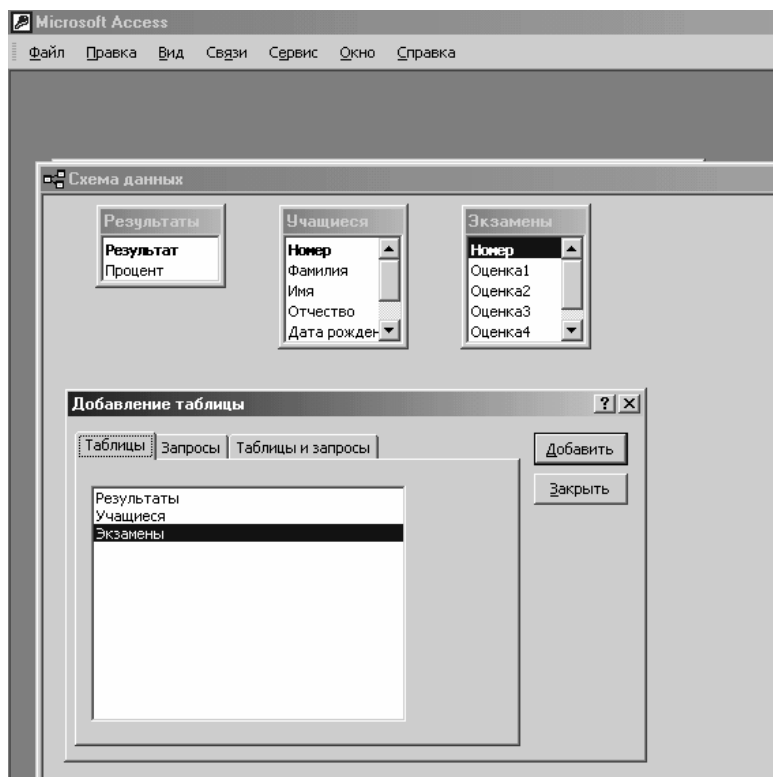 Microsoft Access
Файл Правка Вид Связи Сервис Окно Справка
Схема данных
Результаты Учащиеся Экзамены
Результат Номер Номер
Процент Фамилия Оценка1
Имя Оценка2
Отчество Оценка3
Дата рожден Оценка4
Добавление таблицы
Таблицы Запросы Таблицы и запросы Добавить
Закрыть
Результаты
Учащиеся
Экзамены